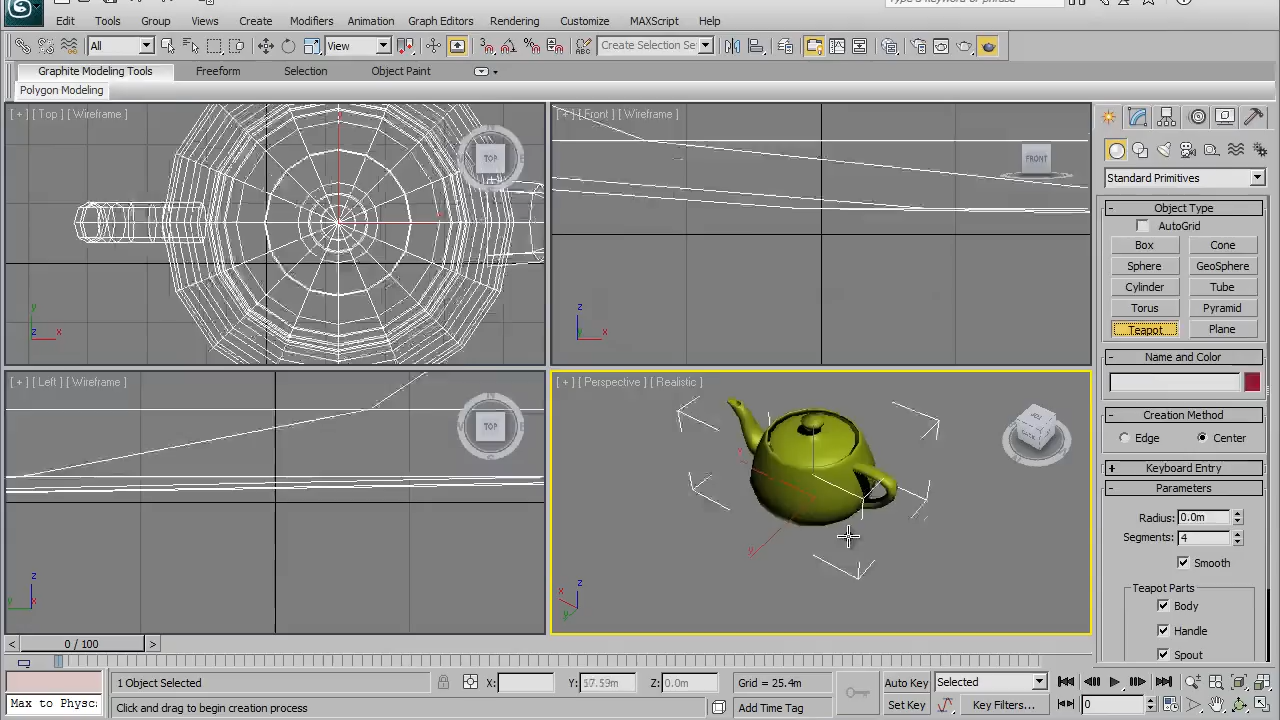 Type a keyword or phrase
Edit Tools Group Views Create Modifiers Animation Graph Editors Rendering Customize MAXScript Help
All View Create Selection Se
Graphite Modeling Tools Freeform Selection Object Paint
Polygon Modeling
[ + ] [ Top ] [ Wireframe ]
TOP
[ + ] [ Front ] [ Wireframe ]
FRONT
y
z x
z
x
Standard Primitives
- Object Type
AutoGrid
Box Cone
Sphere GeoSphere
Cylinder Tube
Torus Pyramid
Teapot Plane
- Name and Color
- Creation Method
Edge Center
+ Keyboard Entry
- Parameters
Radius: 0.0m
Segments: 4
Smooth
Teapot Parts
Body
Handle
Spout
[ + ] [ Left ] [ Wireframe ]
TOP
z
y x
[ + ] [ Perspective ] [ Realistic ]
z
x
y
< 0 / 100 >
1 Object Selected X: Y: 57.59m Z: 0.0m Grid = 25.4m Auto Key Selected
Max to Physc: Click and drag to begin creation process Add Time Tag Set Key Key Filters... 0